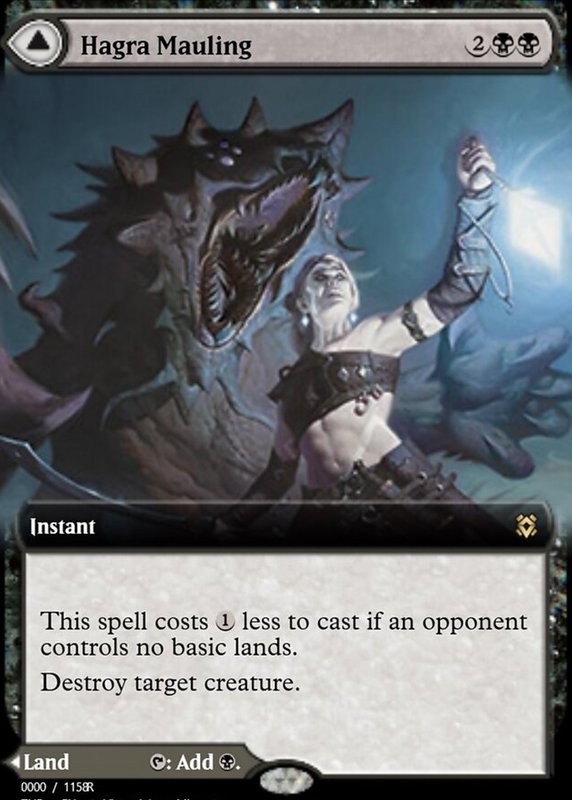 Hagra Mauling 2
Instant
This spell costs 1 less to cast if an opponent
controls no basic lands.
Destroy target creature.
Land : Add .
0000 / 1158R